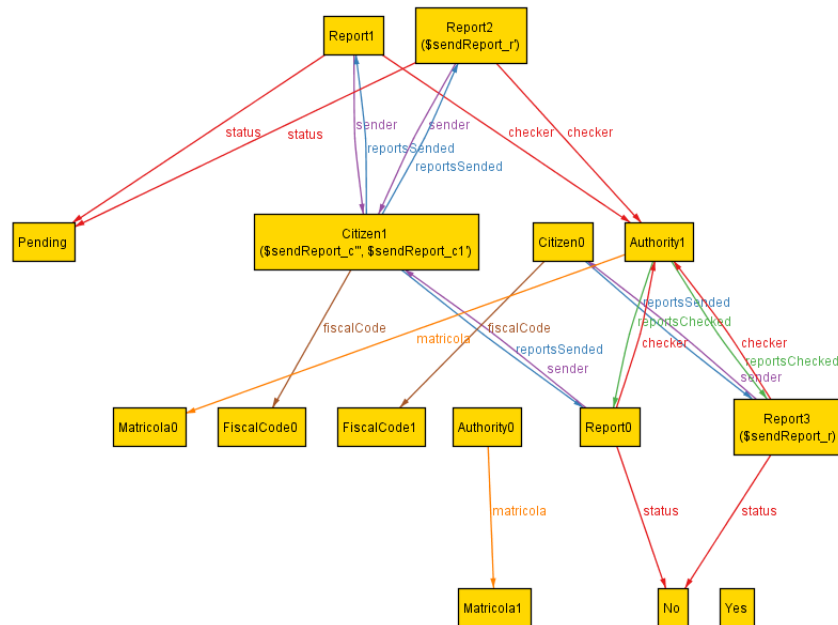 Report1
Report2
($sendReport_r')
sender
sender
checker
checker
status
status
reportsSended
reportsSended
Pending
Citizen1
($sendReport_c''', $sendReport_c1')
Citizen0
Authority1
reportsSended
reportsChecked
fiscalCode
fiscalCode
matricola
checker
checker
reportsSended
reportsChecked
sender
sender
Matricola0
FiscalCode0
FiscalCode1
Authority0
Report0
Report3
($sendReport_r)
matricola
status
status
Matricola1
No
Yes